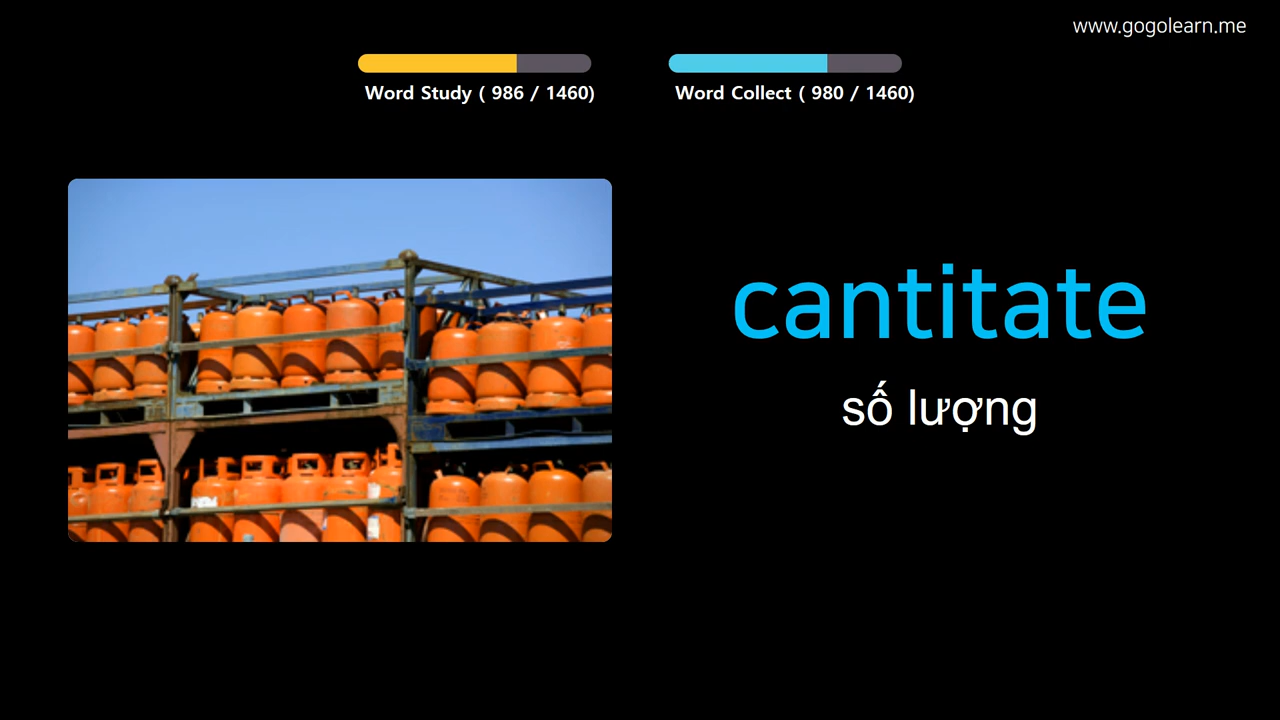 www.gogolearn.me
Word Study ( 986 / 1460)
Word Collect ( 980 / 1460)
cantitate
số lượng